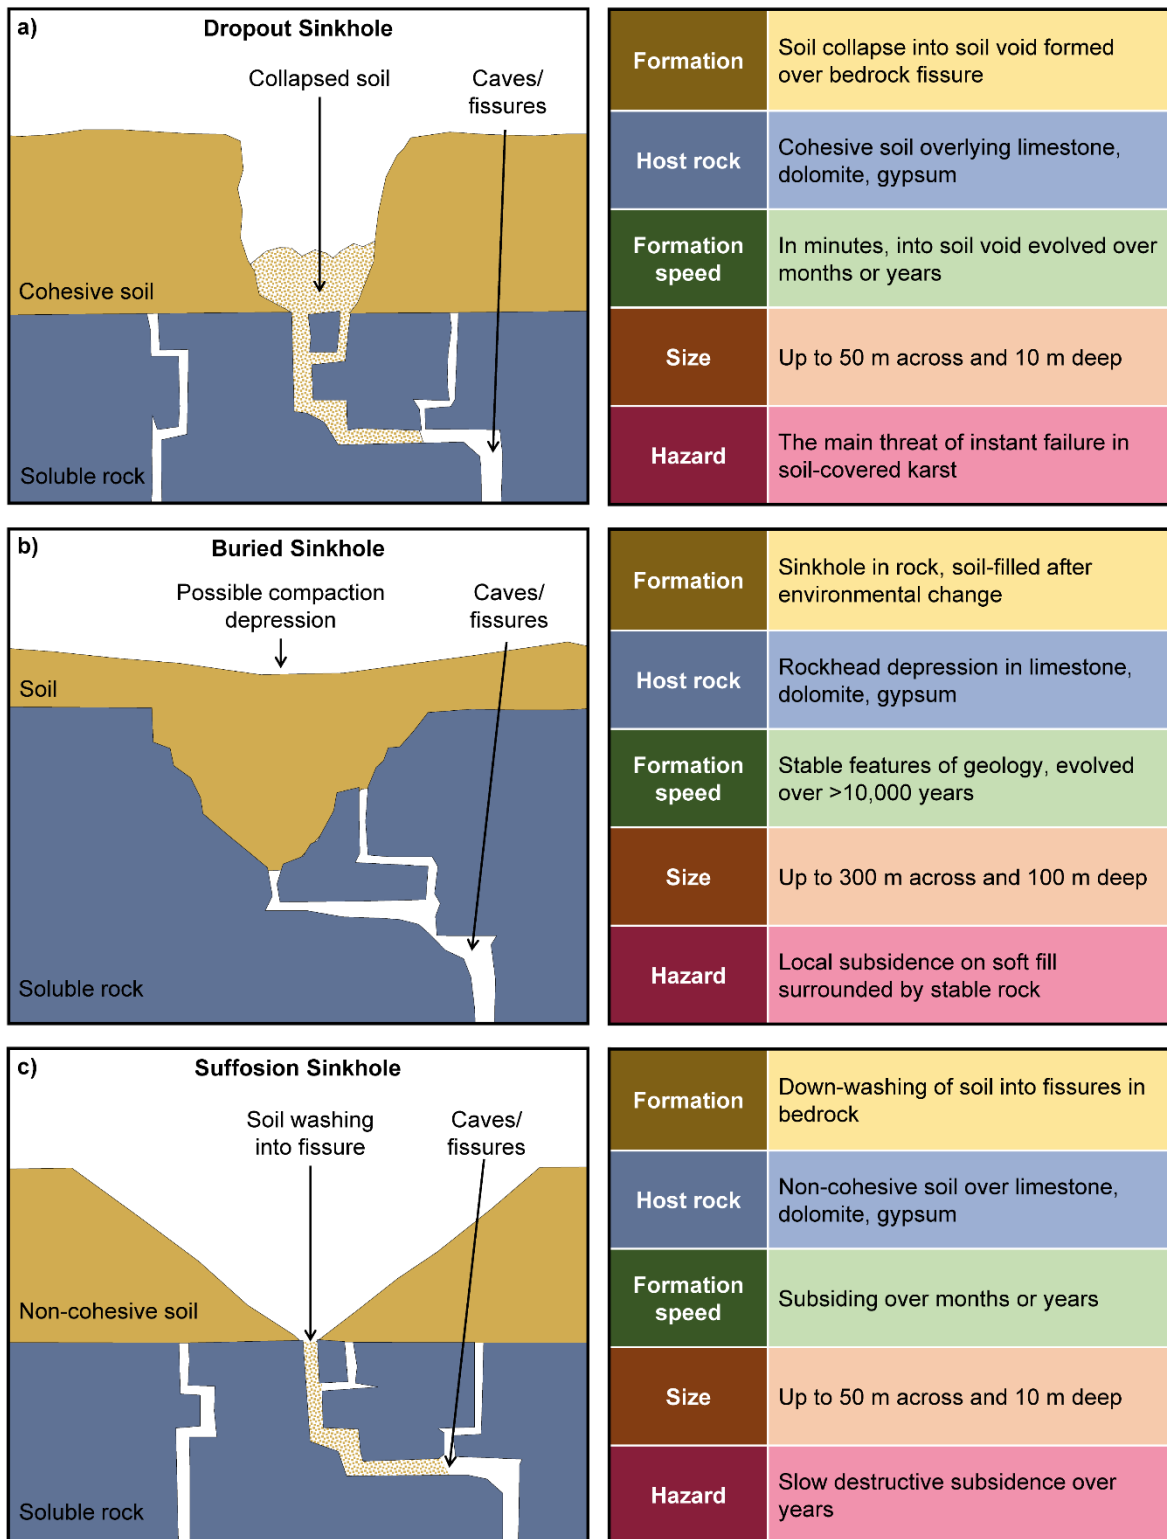 a)
Dropout Sinkhole
Collapsed soil
Caves/
fissures
Cohesive soil
Soluble rock
Formation
Soil collapse into soil void formed
over bedrock fissure
Host rock
Cohesive soil overlying limestone,
dolomite, gypsum
Formation
speed
In minutes, into soil void evolved over
months or years
Size
Up to 50 m across and 10 m deep
Hazard
The main threat of instant failure in
soil-covered karst
b)
Buried Sinkhole
Possible compaction
depression
Caves/
fissures
Soil
Soluble rock
Formation
Sinkhole in rock, soil-filled after
environmental change
Host rock
Rockhead depression in limestone,
dolomite, gypsum
Formation
speed
Stable features of geology, evolved
over >10,000 years
Size
Up to 300 m across and 100 m deep
Hazard
Local subsidence on soft fill
surrounded by stable rock
c)
Suffosion Sinkhole
Soil washing
into fissure
Caves/
fissures
Non-cohesive soil
Soluble rock
Formation
Down-washing of soil into fissures in
bedrock
Host rock
Non-cohesive soil over limestone,
dolomite, gypsum
Formation
speed
Subsiding over months or years
Size
Up to 50 m across and 10 m deep
Hazard
Slow destructive subsidence over
years